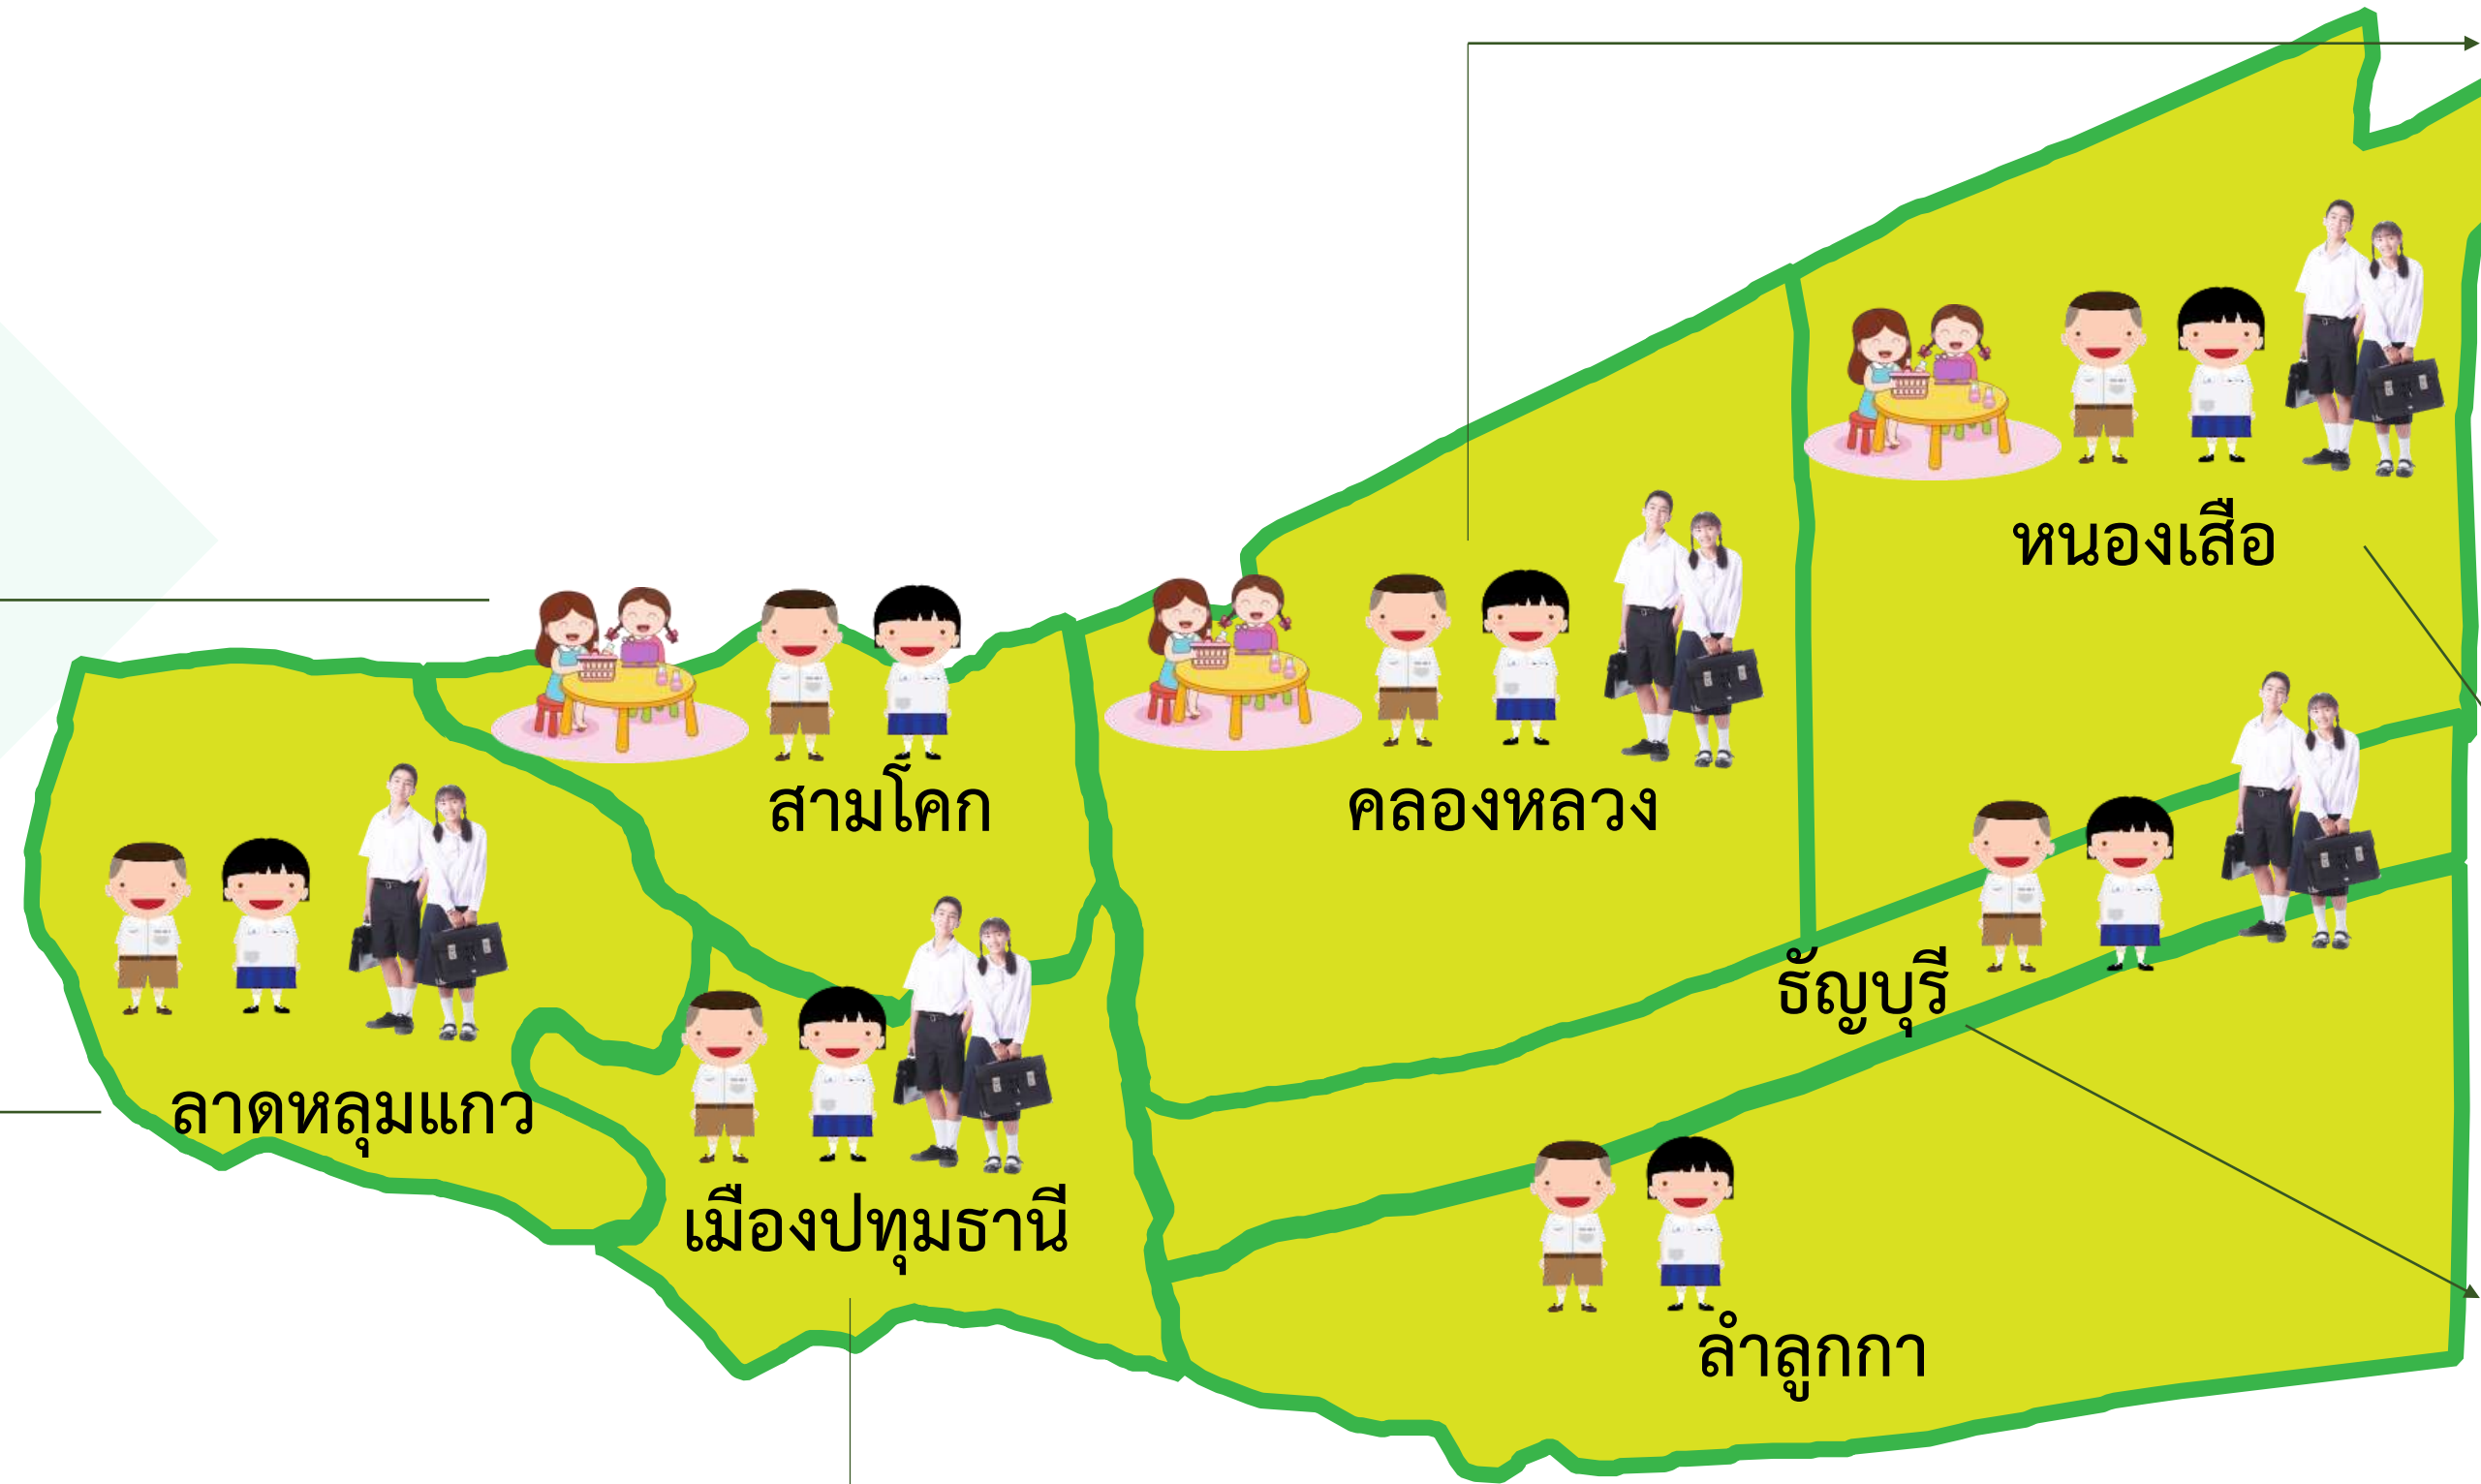 หนองเสือ
สามโคก
คลองหลวง
ธัญบุรี
ลาดหลุมแกว
เมืองปทุมธานี
ลำลูกกา